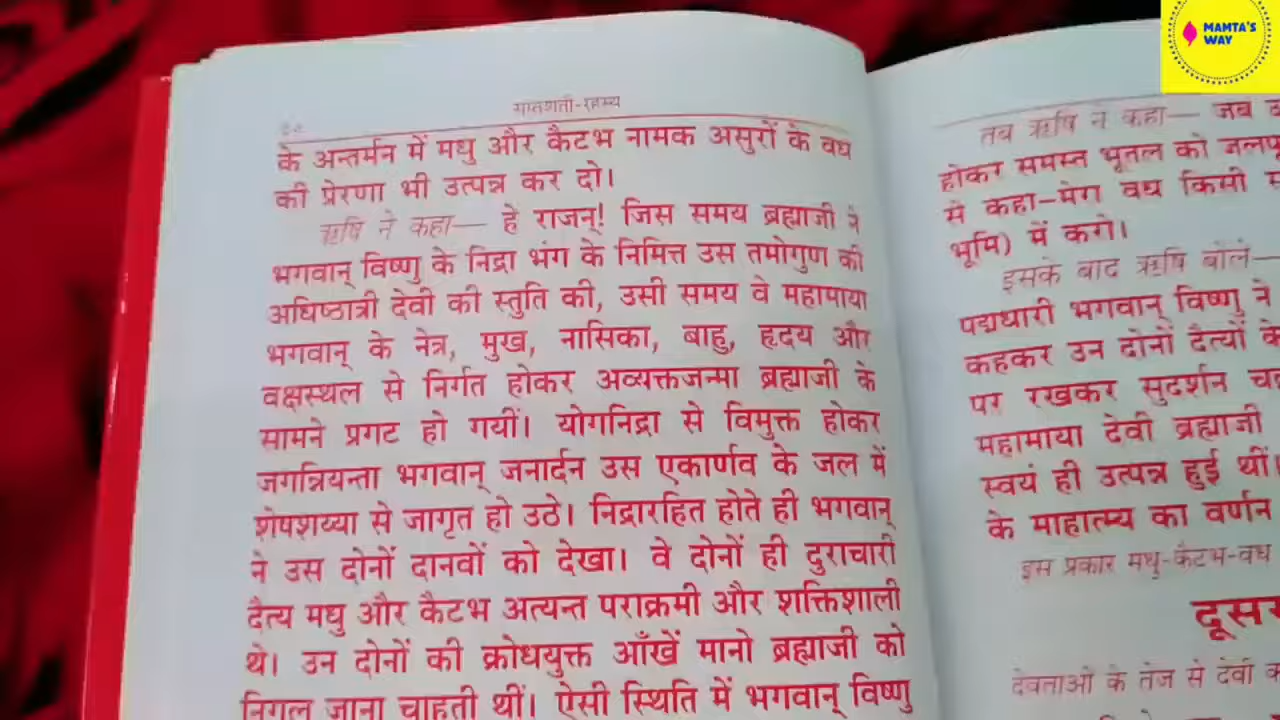 सप्तशती-रहस्य
के अन्तर्मन में मधु और कैटभ नामक असुरों के वध
की प्रेरणा भी उत्पन्न कर दो।
ऋषि ने कहा— हे राजन्! जिस समय ब्रह्माजी ने
भगवान् विष्णु के निद्रा भंग के निमित्त उस तमोगुण की
अधिष्ठात्री देवी की स्तुति की, उसी समय वे महामाया
भगवान् के नेत्र, मुख, नासिका, बाहु, हृदय और
वक्षस्थल से निर्गत होकर अव्यक्तजन्मा ब्रह्माजी के
सामने प्रगट हो गयीं। योगनिद्रा से विमुक्त होकर
जगन्नियन्ता भगवान् जनार्दन उस एकार्णव के जल में
शेषशय्या से जागृत हो उठे। निद्रारहित होते ही भगवान्
ने उस दोनों दानवों को देखा। वे दोनों ही दुराचारी
दैत्य मधु और कैटभ अत्यन्त पराक्रमी और शक्तिशाली
थे। उन दोनों की क्रोधयुक्त आँखें मानो ब्रह्माजी को
निगल जाना चाहती थीं। ऐसी स्थिति में भगवान् विष्णु
तब ऋषि ने कहा— जब
होकर समस्त भूतल को
में कहा-मेरा वध किसी
भूमि) में करो।
इसके बाद ऋषि बोले—
पद्मधारी भगवान् विष्णु ने
कहकर उन दोनों दैत्यों के
पर रखकर सुदर्शन
महामाया देवी ब्रह्माजी
स्वयं ही उत्पन्न हुई थीं।
के माहात्म्य का वर्णन
इस प्रकार मधु-कैटभ-वध
देवताओं के तेज से देवी
MAMTA'S
WAY